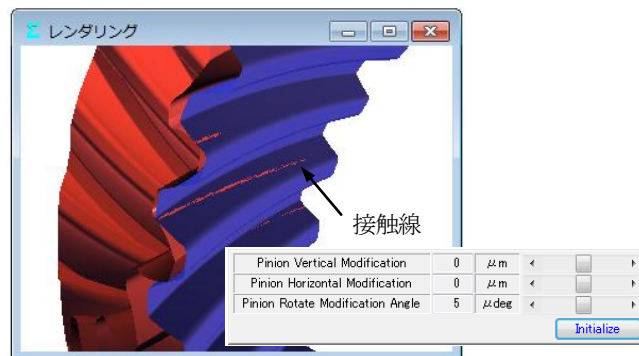 Σ レンダリング
接触線
Pinion Vertical Modification 0 μm
Pinion Horizontal Modification 0 μm
Pinion Rotate Modification Angle 5 μdeg
Initialize